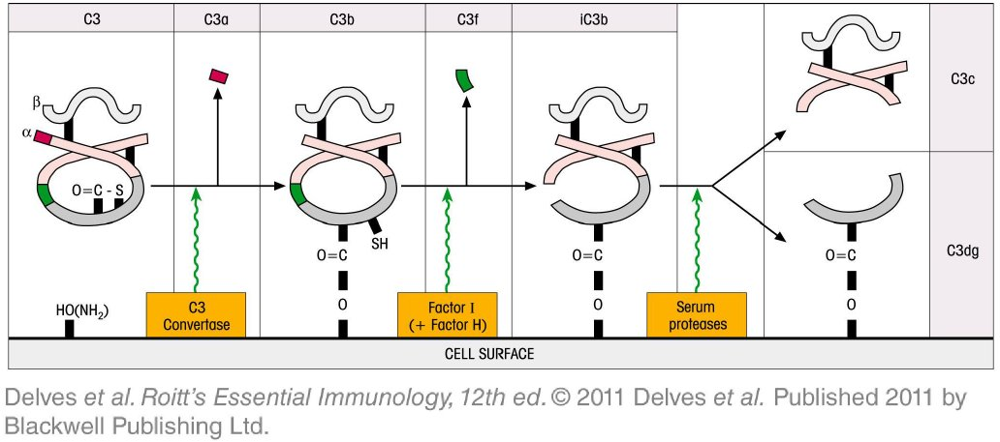 C3 C3a C3b C3f iC3b
C3c
β
α
O=C - S
SH
C3dg
O=C O=C O=C
HO(NH₂) O O O
C3 Convertase
Factor I (+ Factor H)
Serum proteases
CELL SURFACE
Delves et al. Roitt's Essential Immunology, 12th ed. © 2011 Delves et al. Published 2011 by
Blackwell Publishing Ltd.